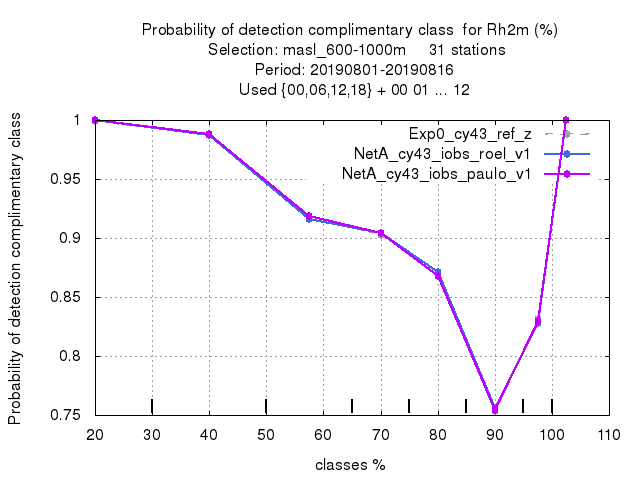 Probability of detection complimentary class  for Rh2m (%)
Selection: masl_600-1000m     31 stations
Period: 20190801-20190816
Used {00,06,12,18} + 00 01 ... 12
Probability of detection complimentary class
1
0.95
0.9
0.85
0.8
0.75
Exp0_cy43_ref_z
NetA_cy43_iobs_roel_v1
NetA_cy43_iobs_paulo_v1
20 30 40 50 60 70 80 90 100 110
classes %